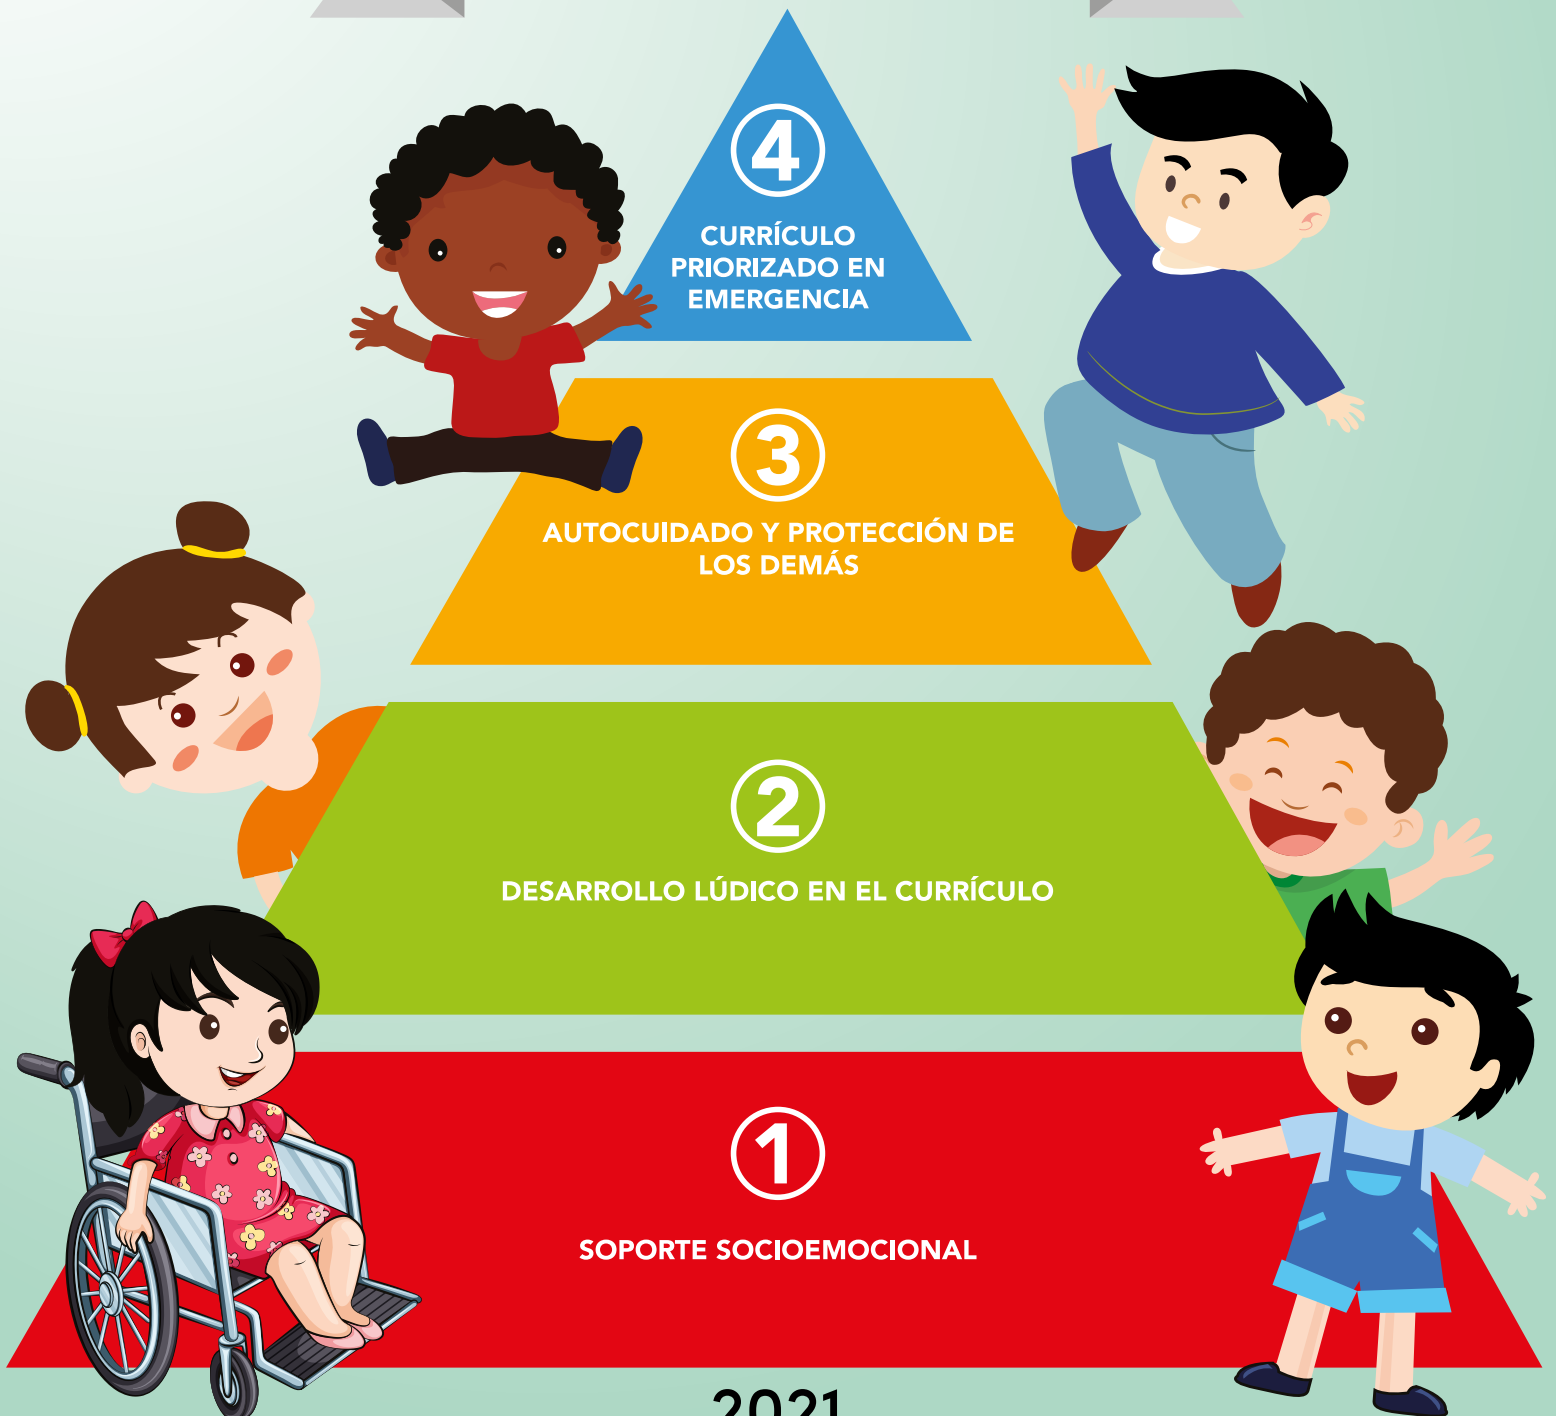 4
CURRÍCULO
PRIORIZADO EN
EMERGENCIA
3
AUTOCUIDADO Y PROTECCIÓN DE
LOS DEMÁS
2
DESARROLLO LÚDICO EN EL CURRÍCULO
1
SOPORTE SOCIOEMOCIONAL
2021